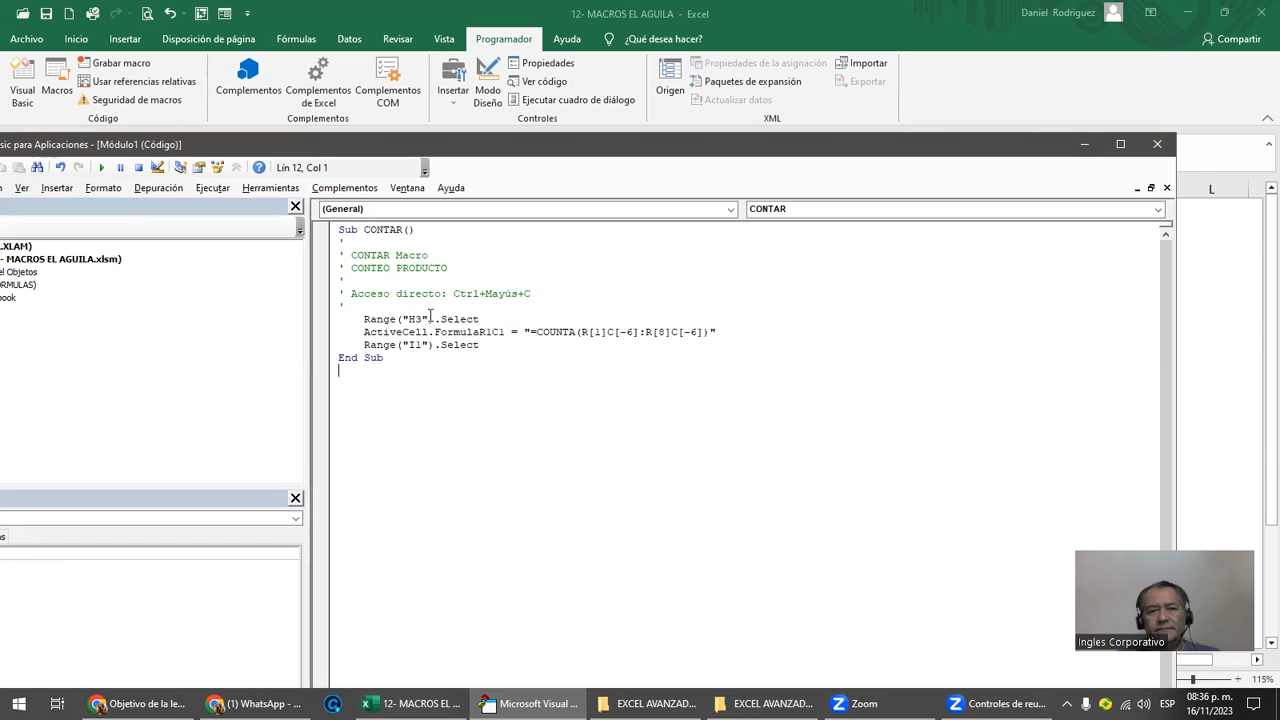 12- MACROS EL AGUILA - Excel
Daniel Rodriguez
Archivo Inicio Insertar Disposición de página Fórmulas Datos Revisar Vista Programador Ayuda ¿Qué desea hacer? Compartir
Visual Basic
Macros
Grabar macro
Usar referencias relativas
Seguridad de macros
Código
Complementos
Complementos de Excel
Complementos COM
Complementos
Insertar
Modo Diseño
Propiedades
Ver código
Ejecutar cuadro de diálogo
Controles
Origen
Propiedades de la asignación
Paquetes de expansión
Actualizar datos
Importar
Exportar
XML
sic para Aplicaciones - [Módulo1 (Código)]
Lín 12, Col 1
Ver Insertar Formato Depuración Ejecutar Herramientas Complementos Ventana Ayuda
L
(General)
CONTAR
.XLAM)
- MACROS EL AGUILA.xlsm)
el Objetos
ORMULAS)
book
as
Sub CONTAR()
'
' CONTAR Macro
' CONTEO PRODUCTO
'
' Acceso directo: Ctrl+Mayús+C
'
Range("H3").Select
ActiveCell.FormulaR1C1 = "=COUNTA(R[1]C[-6]:R[8]C[-6])"
Range("I1").Select
End Sub
Ingles Corporativo
115%
Objetivo de la le...
(1) WhatsApp - ...
12- MACROS EL ...
Microsoft Visual ...
EXCEL AVANZAD...
EXCEL AVANZAD...
Zoom
Controles de reu...
ESP
08:36 p. m.
16/11/2023